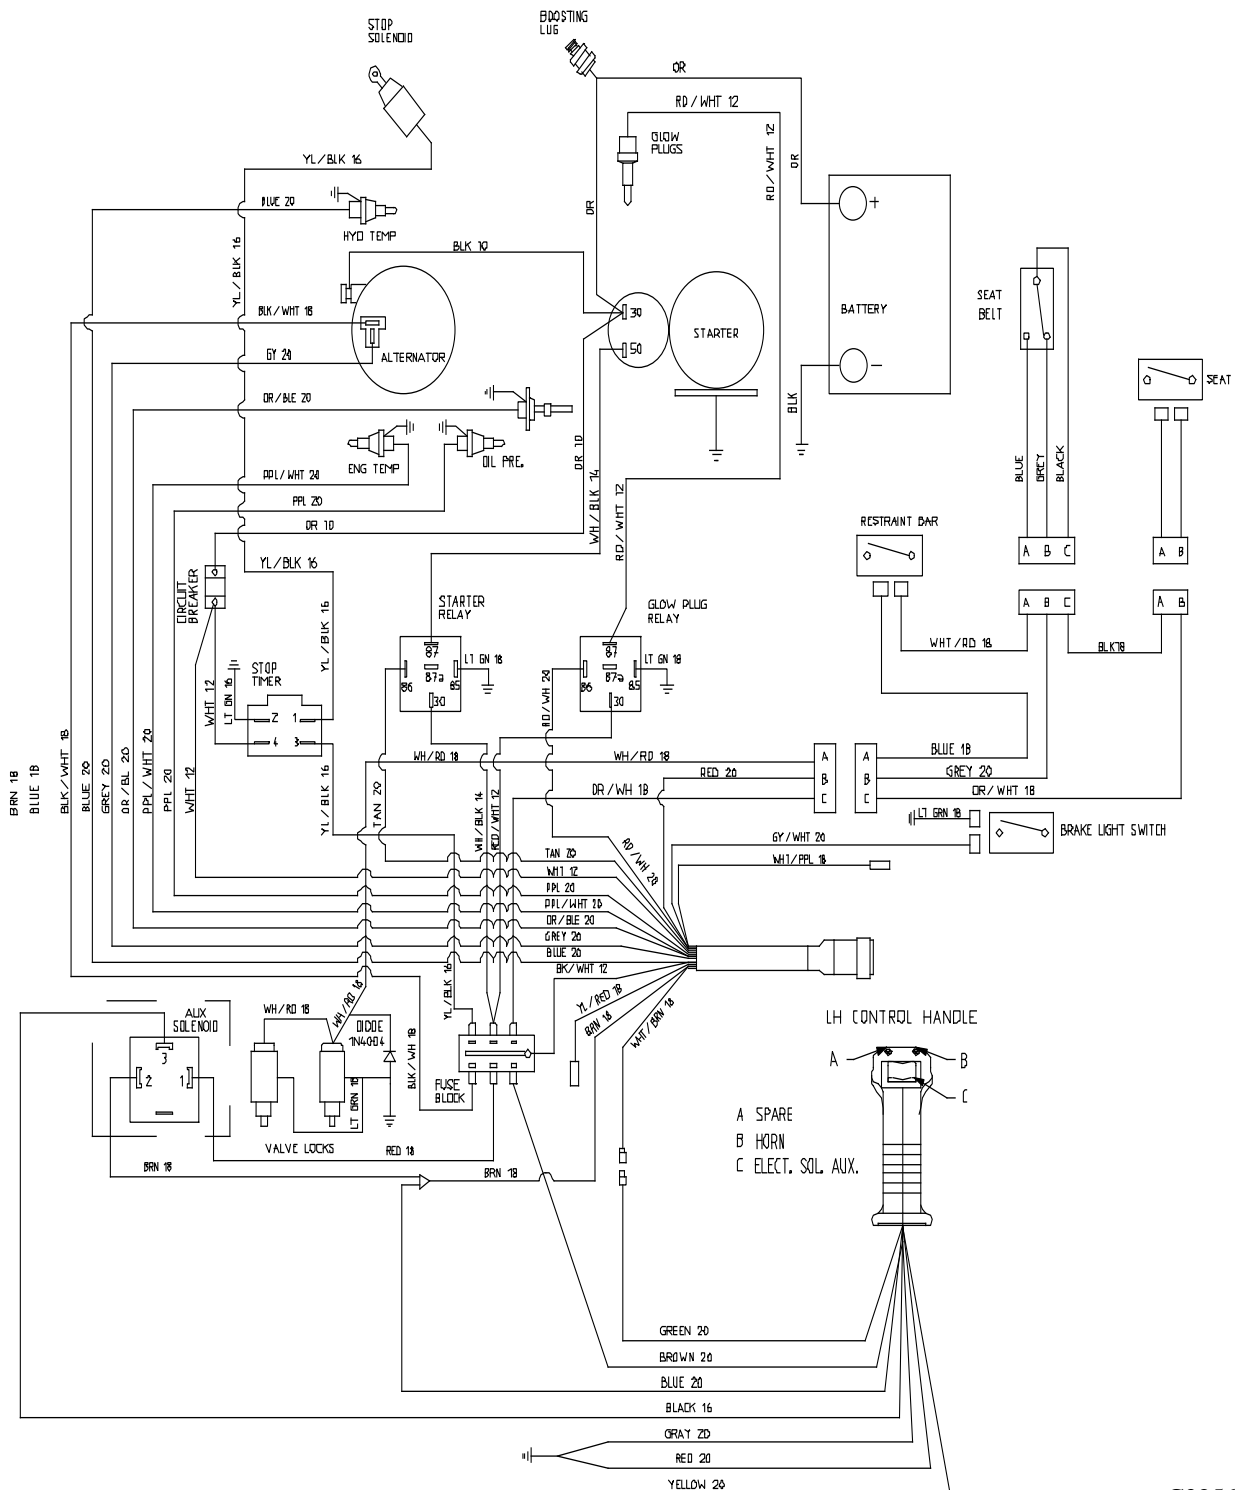 STOP
SOLENOID
BOOSTING
LUG
OR
RD/WHT 12
GLOW
PLUGS
RD/WHT 12
OR
YL/BLK 16
BLUE 20
HYD TEMP
OR
BLK 10
YL/BLK 16
BLK/WHT 18
GY 20
ALTERNATOR
30
50
STARTER
BATTERY
+
-
BLK
SEAT
BELT
SEAT
OR/BLE 20
ENG TEMP
OIL PRE.
OR 10
PPL/WHT 20
PPL 20
OR 10
WH/BLK 14
RD/WHT 12
BLUE
GREY
BLACK
RESTRAINT BAR
A B C
A B
A B C
A B
YL/BLK 16
CIRCUIT
BREAKER
YL/BLK 16
STARTER
RELAY
GLOW PLUG
RELAY
87
87a
86
85
30
LT GN 18
87
87a
86
85
30
LT GN 18
WHT/RD 18
BLK18
STOP
TIMER
2 1
4 3
WHT 12
LT GN 16
RD/WH 20
BRN 18
BLUE 18
BLK/WHT 18
BLUE 20
GREY 20
OR/BL 20
PPL/WHT 20
PPL 20
WHT 12
YL/BLK 16
TAN 20
WH/RD 18
WH/BLK 14
RED/WHT 12
WH/RD 18
RED 20
OR/WH 18
A
B
C
A
B
C
BLUE 18
GREY 20
OR/WHT 18
LT GRN 18
BRAKE LIGHT SWITCH
GY/WHT 20
WHT/PPL 18
RD/WH 20
TAN 20
WHT 12
PPL 20
PPL/WHT 20
OR/BLE 20
GREY 20
BLUE 20
BK/WHT 12
YL/RED 18
BRN 18
WHT/BRN 18
YL/BLK 16
AUX
SOLENOID
3
2
1
WH/RD 18
WH/RD 18
DIODE
1N4004
BLK/WH 18
LT GRN 18
FUSE
BLOCK
VALVE LOCKS
RED 18
BRN 18
BRN 18
LH CONTROL HANDLE
A
B
C
A SPARE
B HORN
C ELECT. SOL. AUX.
GREEN 20
BROWN 20
BLUE 20
BLACK 16
GRAY 20
RED 20
YELLOW 20